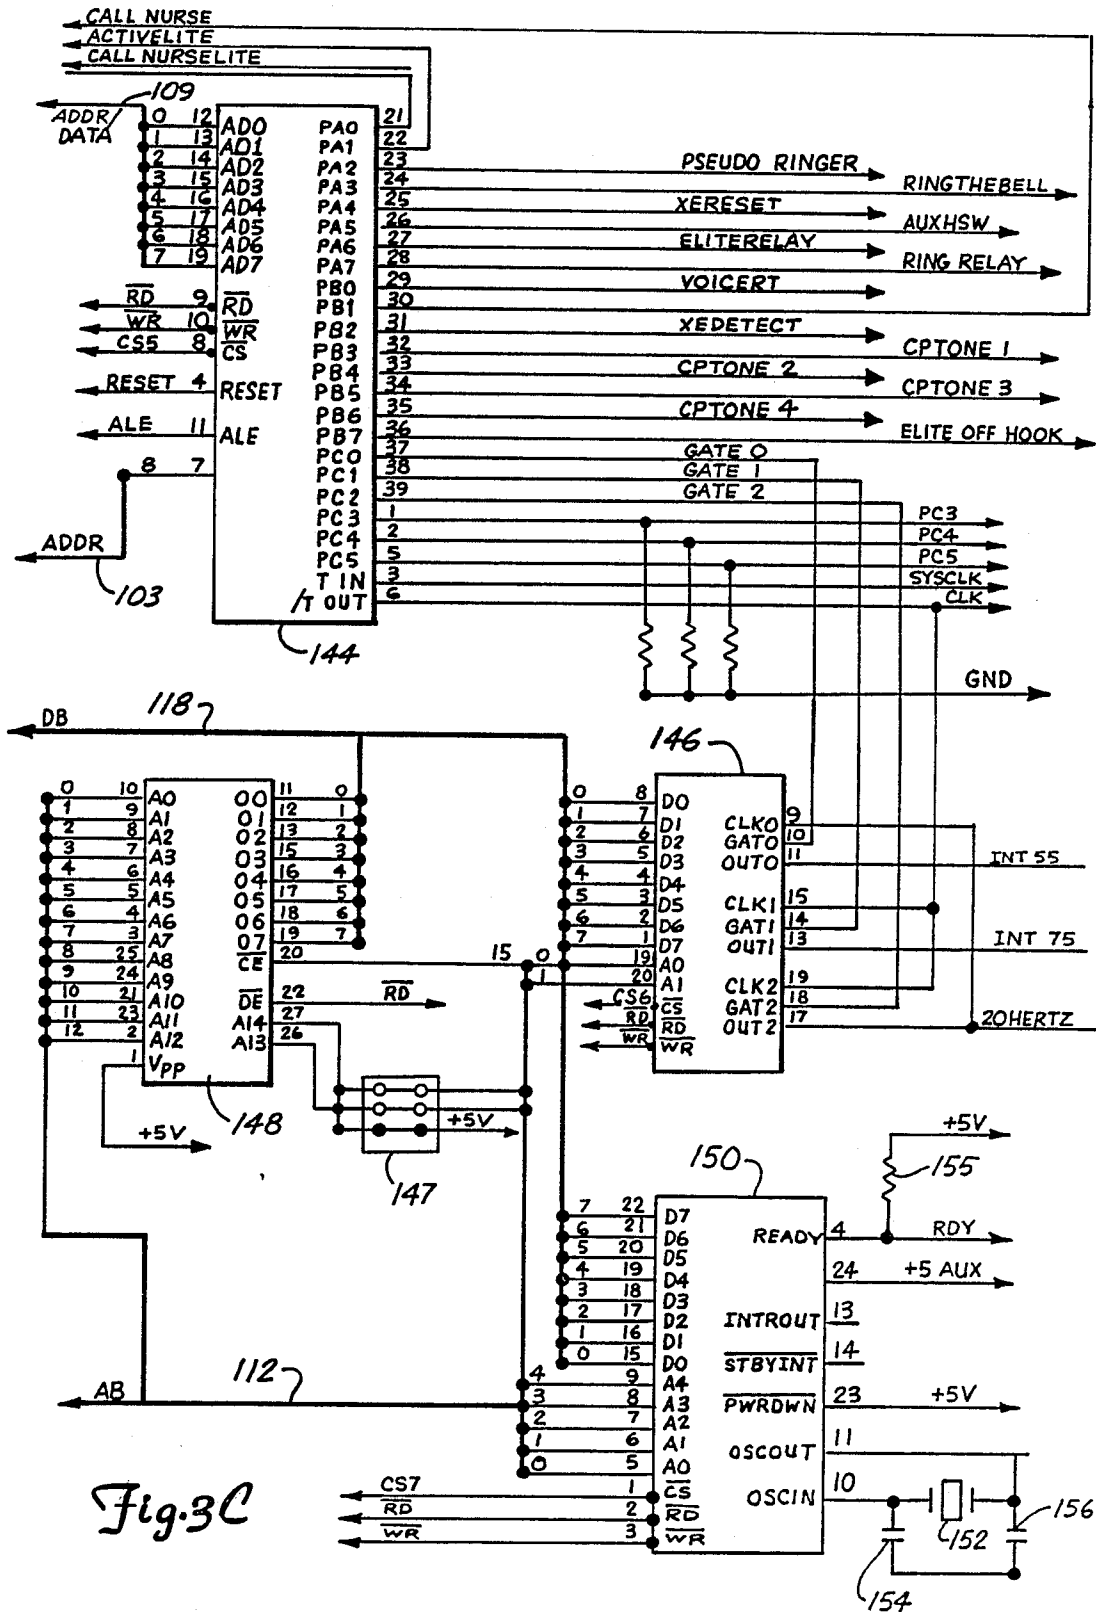 CALL NURSE
ACTIVELITE
CALL NURSELITE
109
ADDR/
DATA
0 12 AD0 PA0 21
1 13 AD1 PA1 22
2 14 AD2 PA2 23 PSEUDO RINGER
3 15 AD3 PA3 24 RINGTHEBELL
4 16 AD4 PA4 25 XERESET
5 17 AD5 PA5 26 AUXHSW
6 18 AD6 PA6 27 ELITERELAY
7 19 AD7 PA7 28 RING RELAY
PB0 29 VOICERT
RD 9 RD PB1 30
WR 10 WR PB2 31 XEDETECT
CS5 8 CS PB3 32 CPTONE 1
PB4 33 CPTONE 2
RESET 4 RESET PB5 34 CPTONE 3
PB6 35 CPTONE 4
ALE 11 ALE PB7 36 ELITE OFF HOOK
PC0 37 GATE 0
8 7 PC1 38 GATE 1
PC2 39 GATE 2
PC3 1 PC3
PC4 2 PC4
ADDR PC5 5 PC5
103 T IN 3 SYSCLK
/T OUT 6 CLK
144
GND
DB 118 146
0 10 A0 O0 11 0
1 9 A1 O1 12 1
2 8 A2 O2 13 2
3 7 A3 O3 15 3
4 6 A4 O4 16 4
5 5 A5 O5 17 5
6 4 A6 O6 18 6
7 3 A7 O7 19 7
8 25 A8 CE 20 15
9 24 A9
10 21 A10 DE 22 RD
11 23 A11 A14 27
12 2 A12 A13 26
1 VPP
148
+5V
+5V
147
0 8 D0
1 7 D1 CLK0 9
2 6 D2 GAT0 10
3 5 D3 OUT0 11 INT 55
4 4 D4
5 3 D5 CLK1 15
6 2 D6 GAT1 14
7 1 D7 OUT1 13 INT 75
0 19 A0
1 20 A1 CLK2 19
CS6 CS GAT2 18
RD RD OUT2 17 20HERTZ
WR WR
150
+5V
155
7 22 D7
6 21 D6 READY 4 RDY
5 20 D5
4 19 D4 24 +5 AUX
3 18 D3
2 17 D2 INTROUT 13
1 16 D1
0 15 D0 STBYINT 14
AB 112
4 9 A4
3 8 A3 PWRDWN 23 +5V
2 7 A2
1 6 A1 OSCOUT 11
0 5 A0
CS7 1 CS OSCIN 10
RD 2 RD
WR 3 WR
152 156
154
Fig. 3C